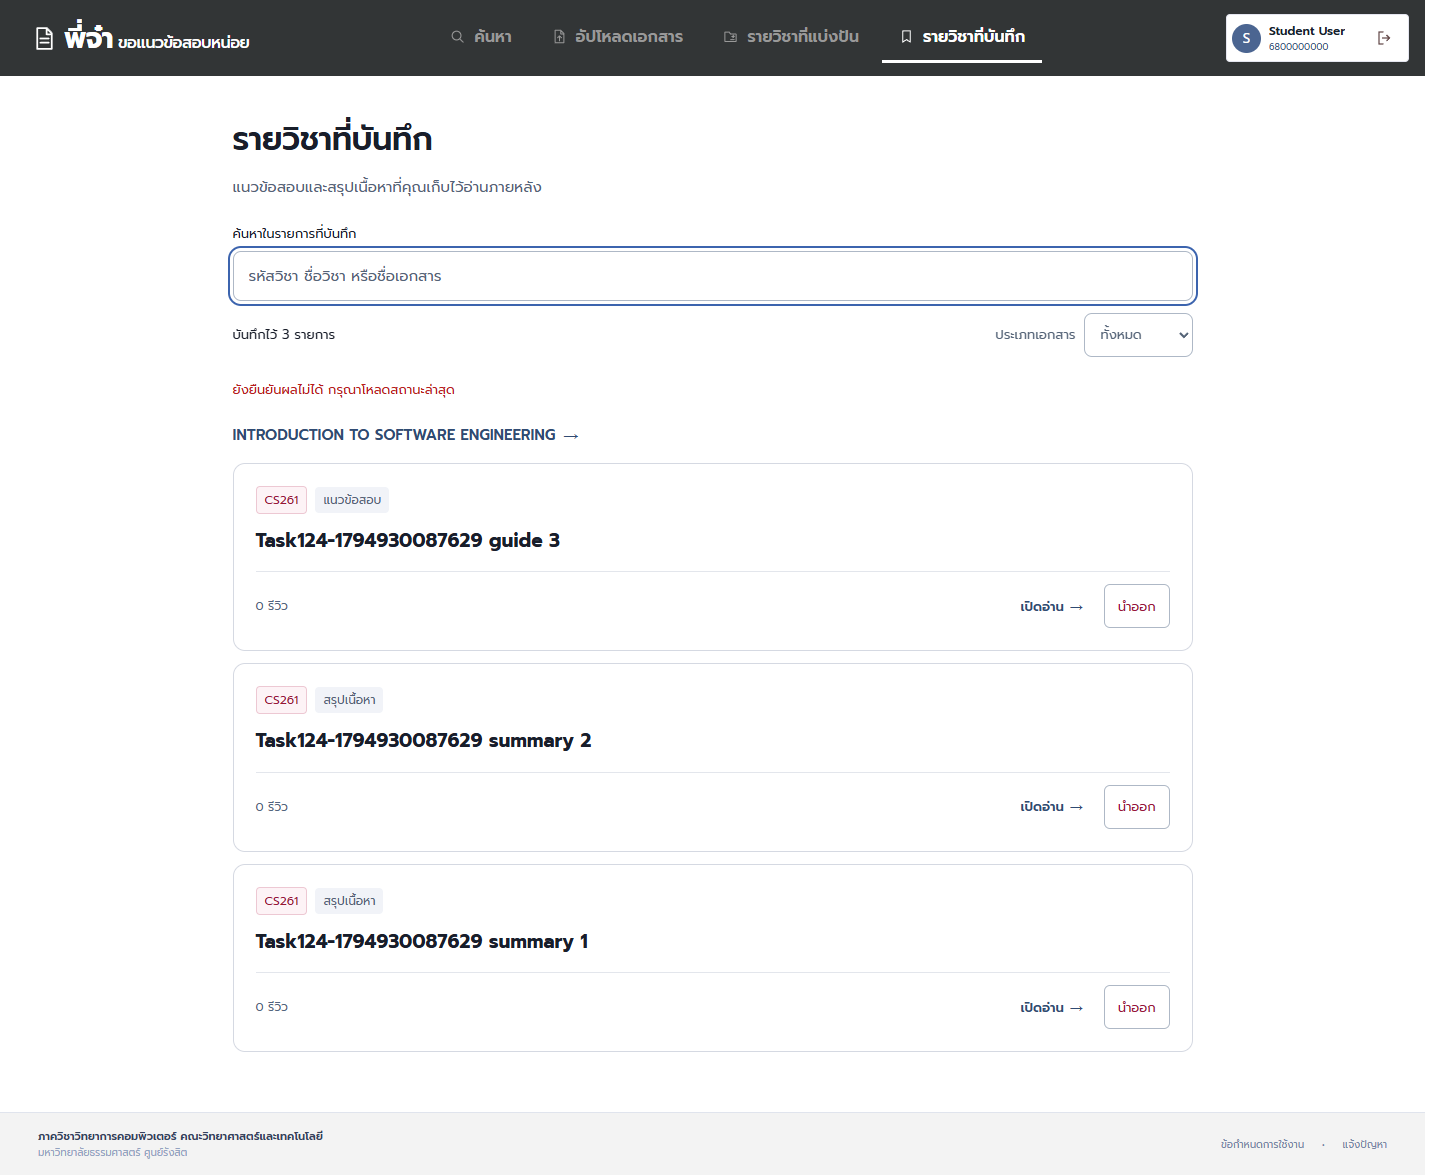 พี่จ๋า ขอแนวข้อสอบหน่อย
ค้นหา
อัปโหลดเอกสาร
รายวิชาที่แบ่งปัน
รายวิชาที่บันทึก
S
Student User
6800000000
รายวิชาที่บันทึก
แนวข้อสอบและสรุปเนื้อหาที่คุณเก็บไว้อ่านภายหลัง
ค้นหาในรายการที่บันทึก
รหัสวิชา ชื่อวิชา หรือชื่อเอกสาร
บันทึกไว้ 3 รายการ
ประเภทเอกสาร
ทั้งหมด
ยังยืนยันผลไม่ได้ กรุณาโหลดสถานะล่าสุด
INTRODUCTION TO SOFTWARE ENGINEERING →
CS261
แนวข้อสอบ
Task124-1794930087629 guide 3
0 รีวิว
เปิดอ่าน →
นำออก
CS261
สรุปเนื้อหา
Task124-1794930087629 summary 2
0 รีวิว
เปิดอ่าน →
นำออก
CS261
สรุปเนื้อหา
Task124-1794930087629 summary 1
0 รีวิว
เปิดอ่าน →
นำออก
ภาควิชาวิทยาการคอมพิวเตอร์ คณะวิทยาศาสตร์และเทคโนโลยี
มหาวิทยาลัยธรรมศาสตร์ ศูนย์รังสิต
ข้อกำหนดการใช้งาน · แจ้งปัญหา